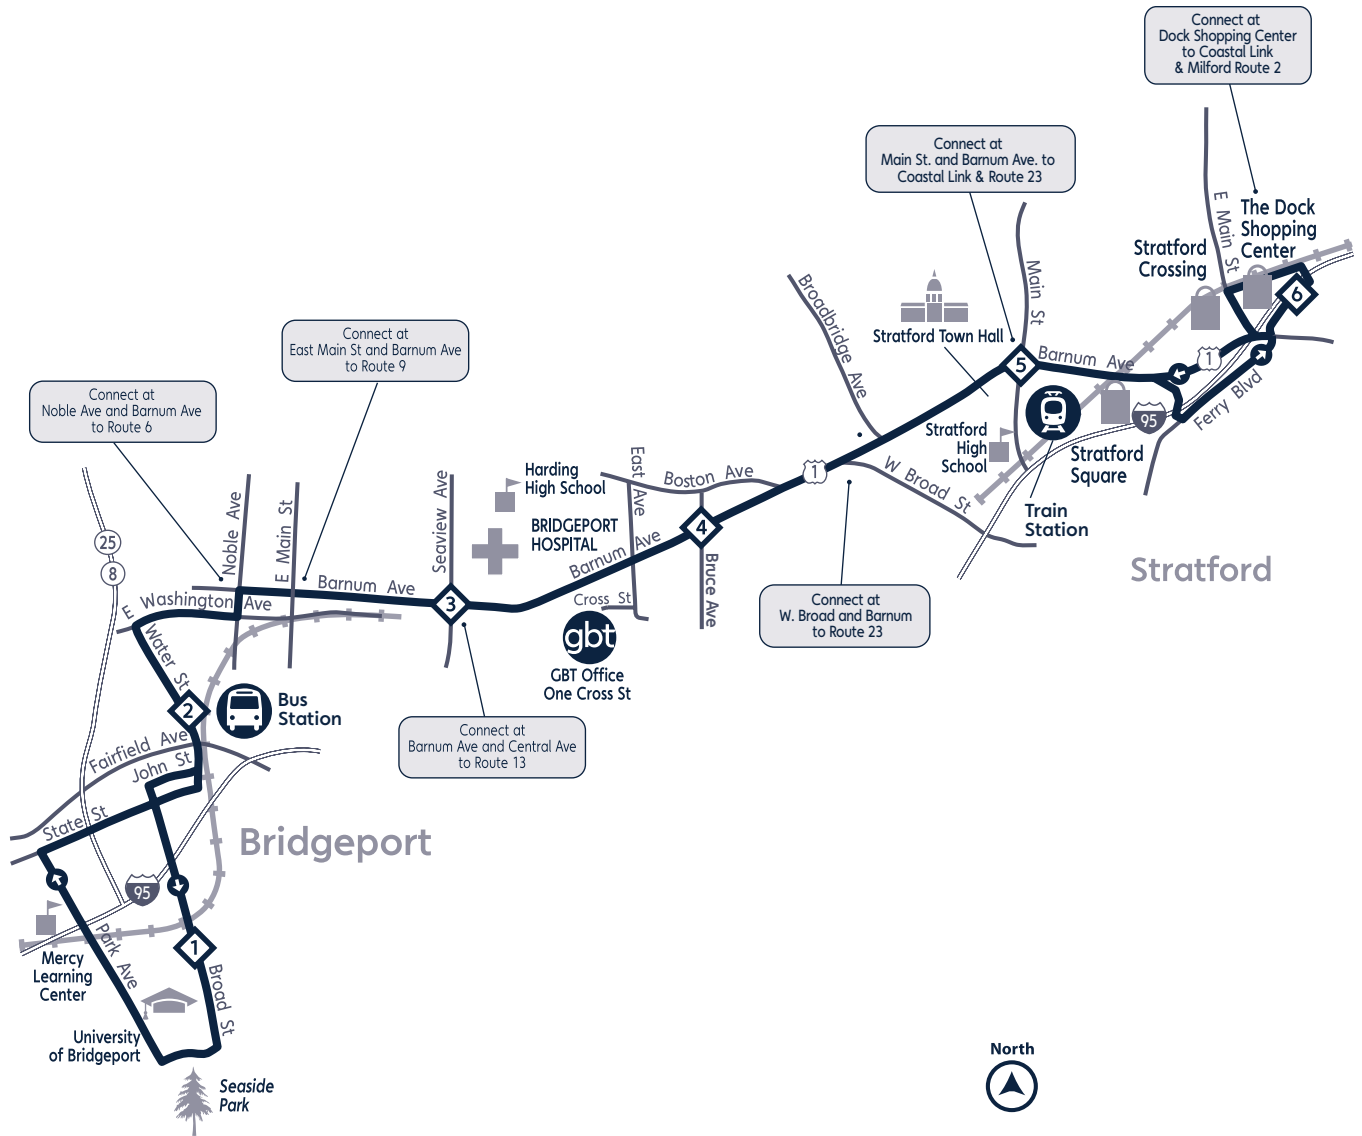 Connect at
Dock Shopping Center
to Coastal Link
& Milford Route 2
Connect at
Main St. and Barnum Ave. to
Coastal Link & Route 23
E Main St
The Dock
Shopping
Center
Stratford
Crossing
Main St
Broadbridge Ave
Stratford Town Hall
6
1
5
Barnum Ave
Ferry Blvd
95
Stratford
High
School
Stratford
Square
Train
Station
Stratford
Connect at
East Main St and Barnum Ave
to Route 9
Connect at
Noble Ave and Barnum Ave
to Route 6
25
8
Noble Ave
E Main St
Seaview Ave
Harding
High School
BRIDGEPORT
HOSPITAL
East Ave
Boston Ave
1
W Broad St
4
Bruce Ave
Barnum Ave
Barnum Ave
E Washington Ave
3
Cross St
gbt
GBT Office
One Cross St
Connect at
W. Broad and Barnum
to Route 23
Water St
2
Bus
Station
Connect at
Barnum Ave and Central Ave
to Route 13
Fairfield Ave
John St
State St
Bridgeport
95
1
Park Ave
Broad St
Mercy
Learning
Center
University
of Bridgeport
Seaside
Park
North